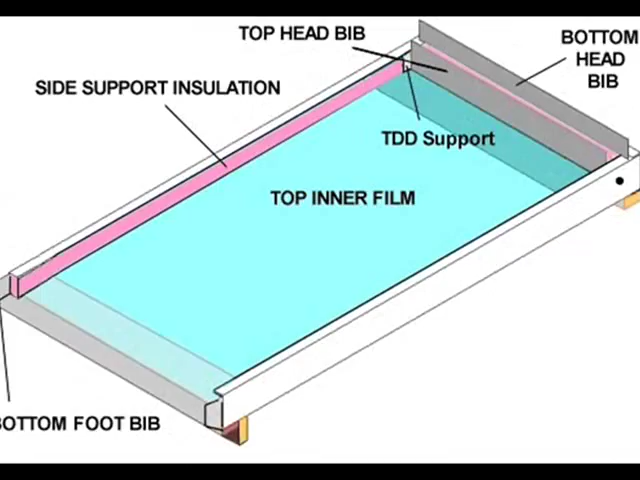 TOP HEAD BIB
BOTTOM
HEAD
BIB
SIDE SUPPORT INSULATION
TDD Support
TOP INNER FILM
BOTTOM FOOT BIB